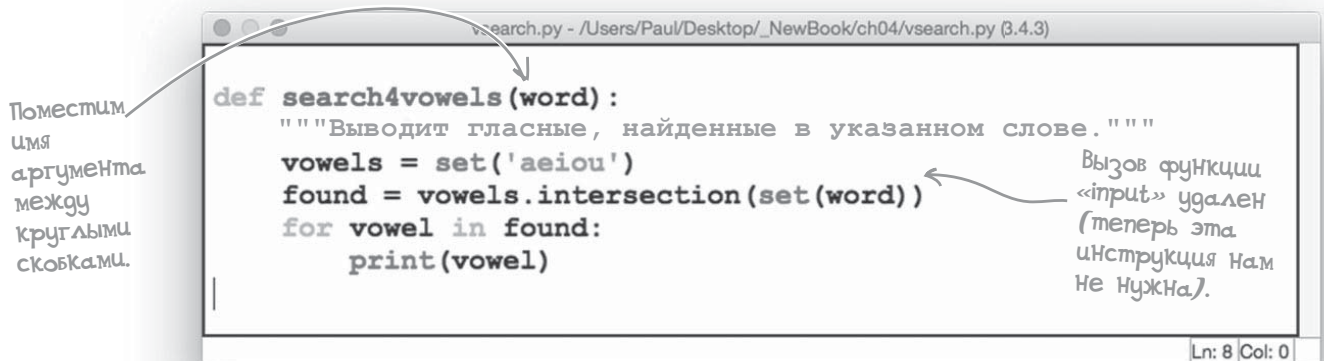 vsearch.py - /Users/Paul/Desktop/_NewBook/ch04/vsearch.py (3.4.3)
Поместим
имя
аргумента
между
круглыми
скобками.
def search4vowels(word):
    """Выводит гласные, найденные в указанном слове."""
    vowels = set('aeiou')
    found = vowels.intersection(set(word))
    for vowel in found:
        print(vowel)
Вызов функции
«input» удален
(теперь эта
инструкция нам
не нужна).
Ln: 8 Col: 0